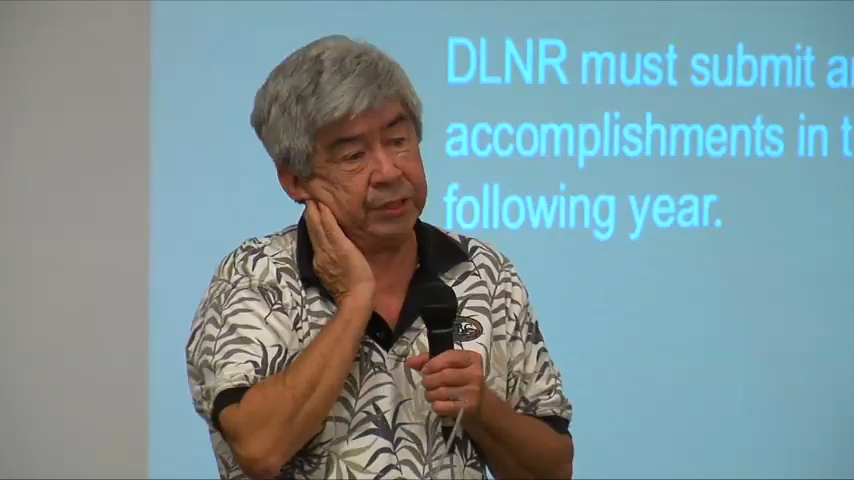 DLNR must submit
accomplishments in
following year.